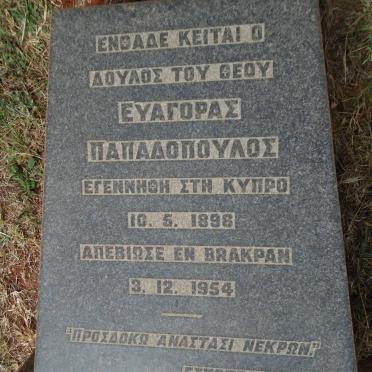 ΕΝΘΑΔΕ ΚΕΙΤΑΙ Ο
ΔΟΥΛΟΣ ΤΟΥ ΘΕΟΥ
ΕΥΑΓΟΡΑΣ
ΠΑΠΑΔΟΠΟΥΛΟΣ
ΕΓΕΝΝΗΘΗ ΣΤΗ ΚΥΠΡΟ
10. 5. 1898
ΑΠΕΒΙΩΣΕ ΕΝ BRAKPAN
3. 12. 1954
"ΠΡΟΣΔΟΚΩ ΑΝΑΣΤΑΣΙ ΝΕΚΡΩΝ."